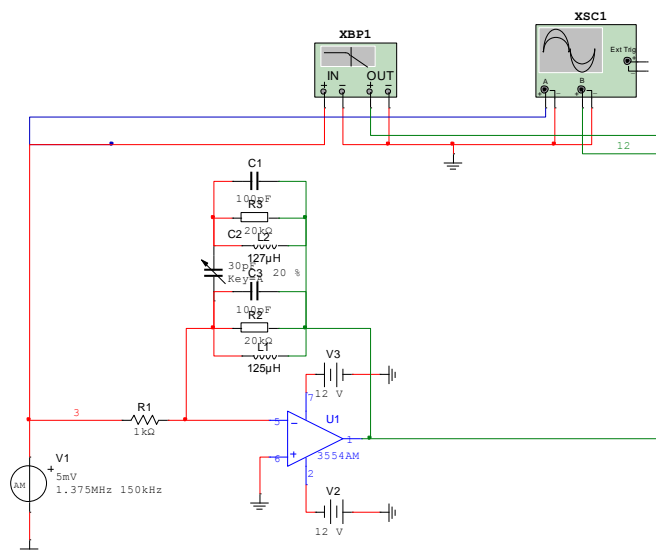 XBP1
IN OUT
XSC1
Ext Trig
A B
12
C1
100pF
R3
20kΩ
C2
L2
127µH
30pF 20 %
Key=A
C3
100pF
R2
20kΩ
L1
125µH
V3
12 V
7
3
R1
1kΩ
5
U1
1
3554AM
6
2
V1
5mV
1.375MHz 150kHz
AM
V2
12 V